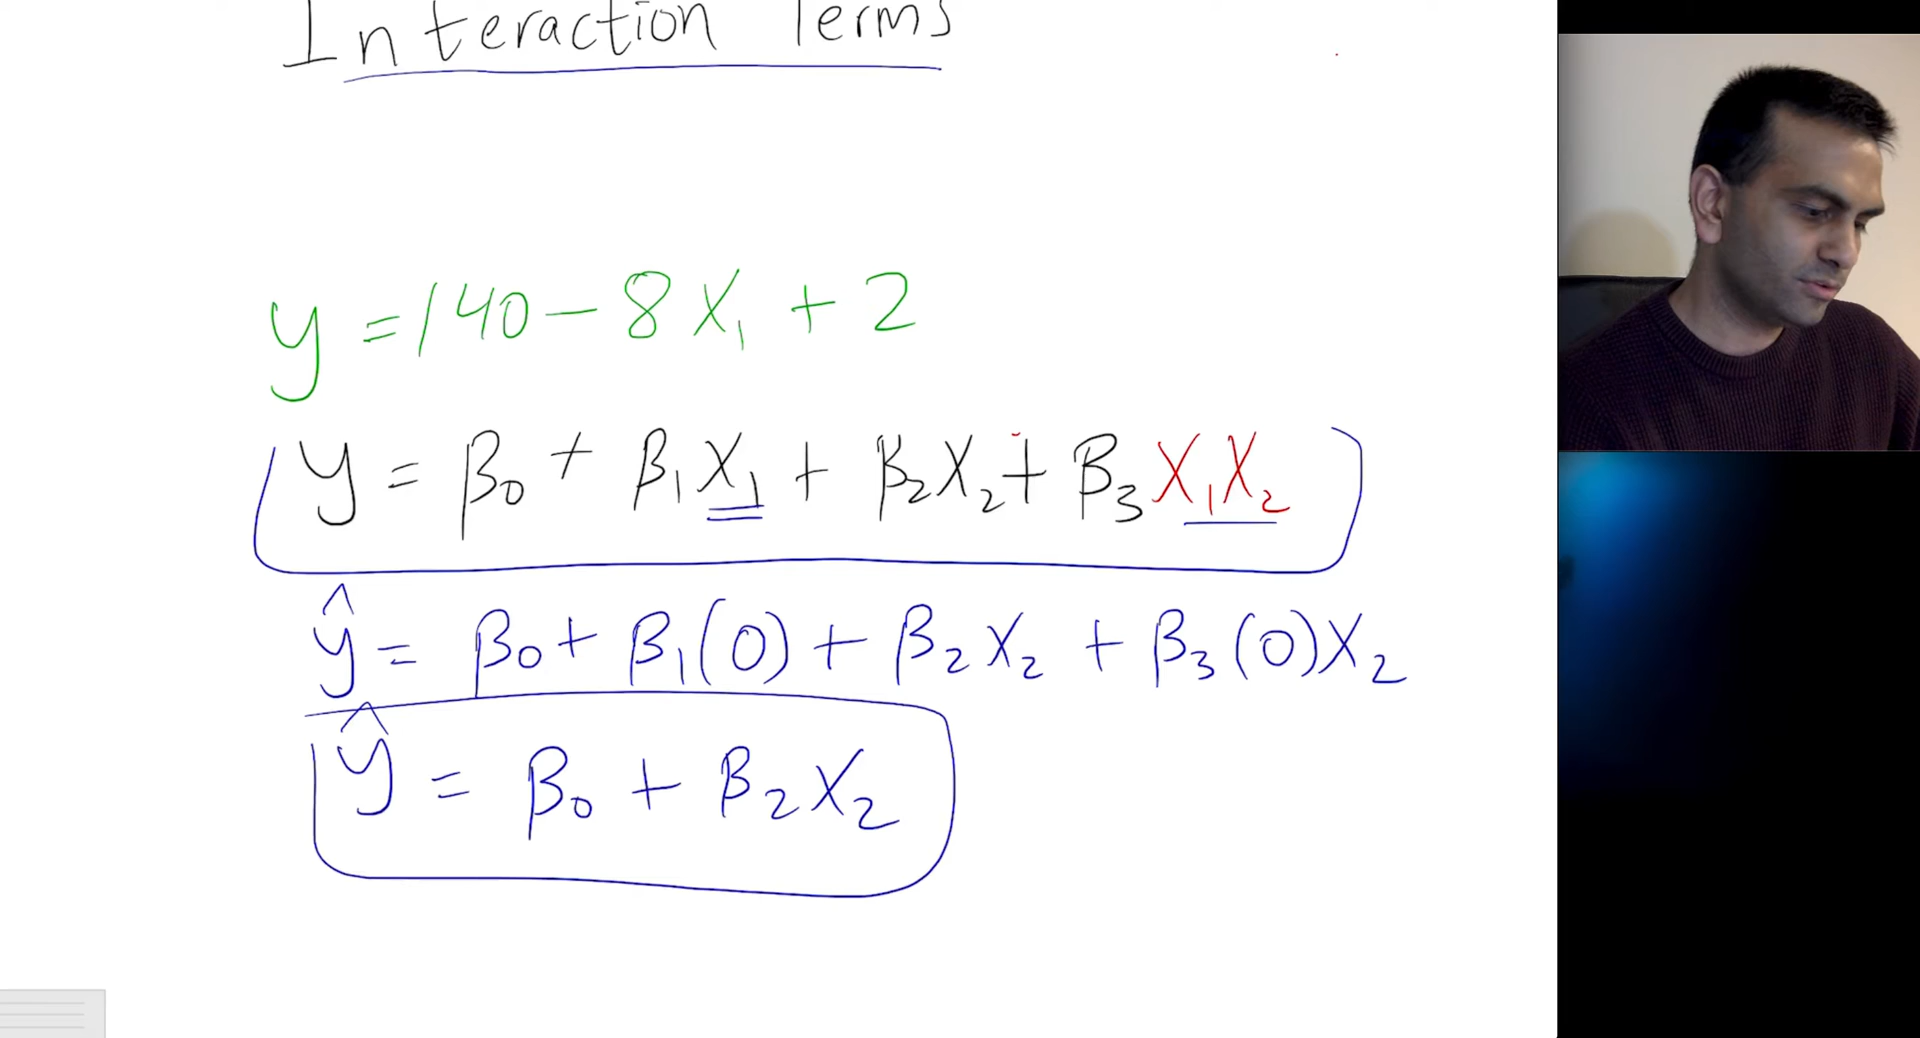 Interaction Terms
y = 140 - 8X₁ + 2
y = β₀ + β₁X₁ + β₂X₂ + β₃X₁X₂
ŷ = β₀ + β₁(0) + β₂X₂ + β₃(0)X₂
ŷ = β₀ + β₂X₂